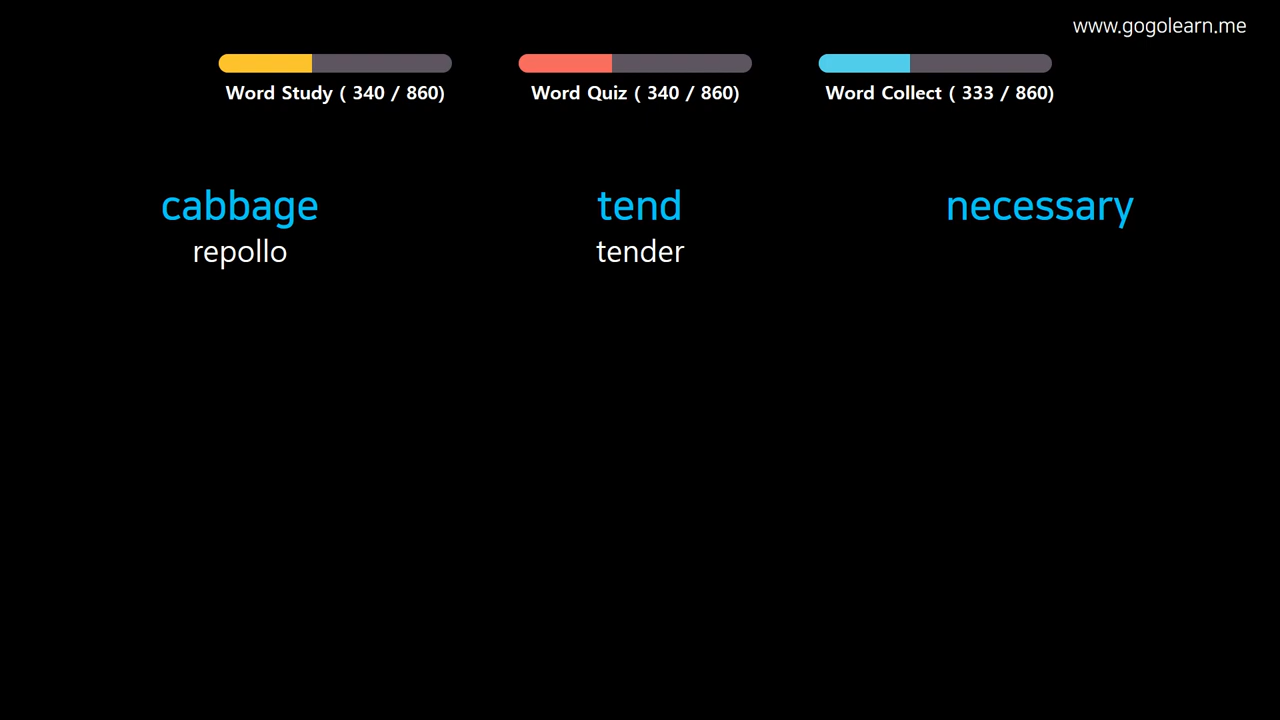 www.gogolearn.me
Word Study ( 340 / 860)
Word Quiz ( 340 / 860)
Word Collect ( 333 / 860)
cabbage
repollo
tend
tender
necessary